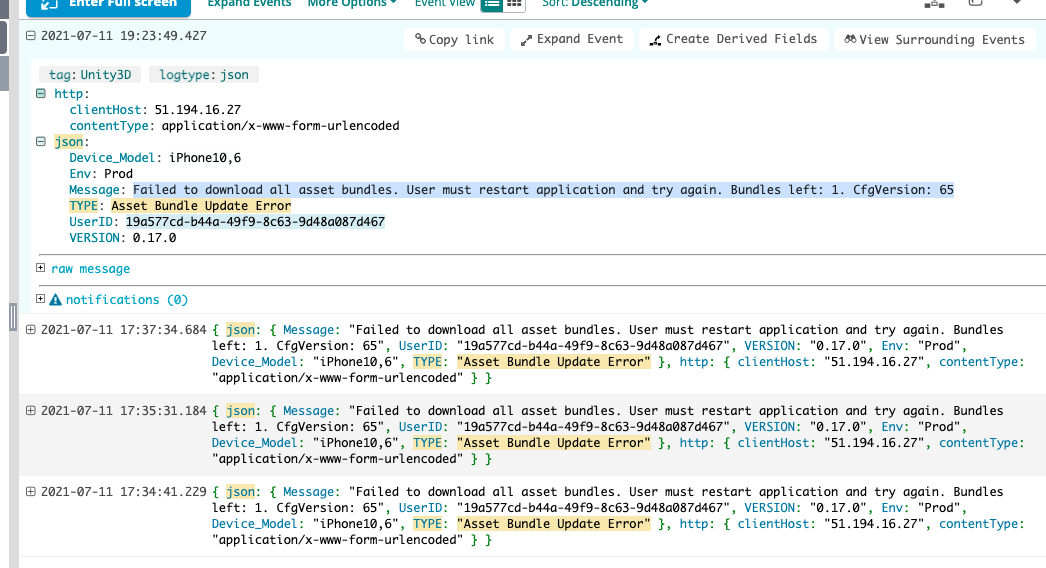 Enter Full screen Expand Events More Options Event View Sort: Descending
2021-07-11 19:23:49.427 Copy link Expand Event Create Derived Fields View Surrounding Events
tag: Unity3D logtype: json
http:
clientHost: 51.194.16.27
contentType: application/x-www-form-urlencoded
json:
Device_Model: iPhone10,6
Env: Prod
Message: Failed to download all asset bundles. User must restart application and try again. Bundles left: 1. CfgVersion: 65
TYPE: Asset Bundle Update Error
UserID: 19a577cd-b44a-49f9-8c63-9d48a087d467
VERSION: 0.17.0
raw message
notifications (0)
2021-07-11 17:37:34.684 { json: { Message: "Failed to download all asset bundles. User must restart application and try again. Bundles
left: 1. CfgVersion: 65", UserID: "19a577cd-b44a-49f9-8c63-9d48a087d467", VERSION: "0.17.0", Env: "Prod",
Device_Model: "iPhone10,6", TYPE: "Asset Bundle Update Error" }, http: { clientHost: "51.194.16.27", contentType:
"application/x-www-form-urlencoded" } }
2021-07-11 17:35:31.184 { json: { Message: "Failed to download all asset bundles. User must restart application and try again. Bundles
left: 1. CfgVersion: 65", UserID: "19a577cd-b44a-49f9-8c63-9d48a087d467", VERSION: "0.17.0", Env: "Prod",
Device_Model: "iPhone10,6", TYPE: "Asset Bundle Update Error" }, http: { clientHost: "51.194.16.27", contentType:
"application/x-www-form-urlencoded" } }
2021-07-11 17:34:41.229 { json: { Message: "Failed to download all asset bundles. User must restart application and try again. Bundles
left: 1. CfgVersion: 65", UserID: "19a577cd-b44a-49f9-8c63-9d48a087d467", VERSION: "0.17.0", Env: "Prod",
Device_Model: "iPhone10,6", TYPE: "Asset Bundle Update Error" }, http: { clientHost: "51.194.16.27", contentType:
"application/x-www-form-urlencoded" } }